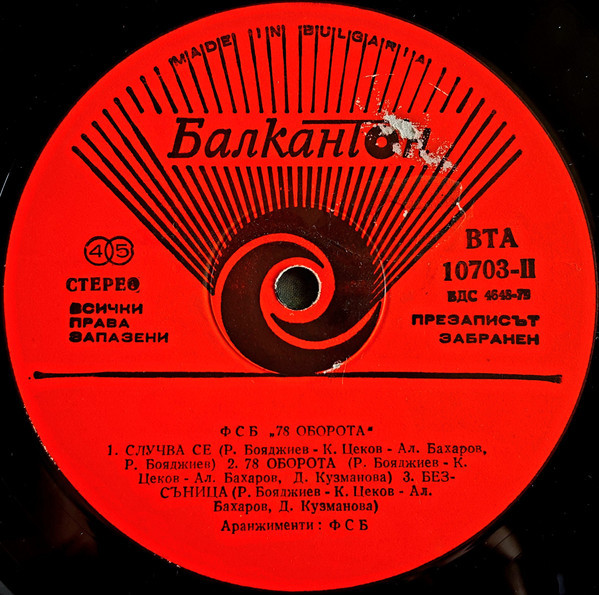 MADE IN BULGARIA
Балкантон
45
СТЕРЕО
ВСИЧКИ
ПРАВА
ЗАПАЗЕНИ
ВТА
10703-II
БДС 4648-79
ПРЕЗАПИСЪТ
ЗАБРАНЕН
ФСБ „78 ОБОРОТА“
1. СЛУЧВА СЕ (Р. Бояджиев - К. Цеков - Ал. Бахаров,
Р. Бояджиев) 2. 78 ОБОРОТА (Р. Бояджиев - К.
Цеков - Ал. Бахаров, Д. Кузманова) 3. БЕЗ-
СЪНИЦА (Р. Бояджиев - К. Цеков - Ал.
Бахаров, Д. Кузманова)
Аранжименти: ФСБ